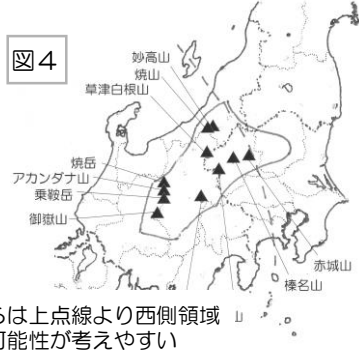 図4
妙高山
焼山
草津白根山
焼岳
アカンダナ山
乗鞍岳
御嶽山
赤城山
榛名山
らは上点線より西側領域
可能性が考えやすい